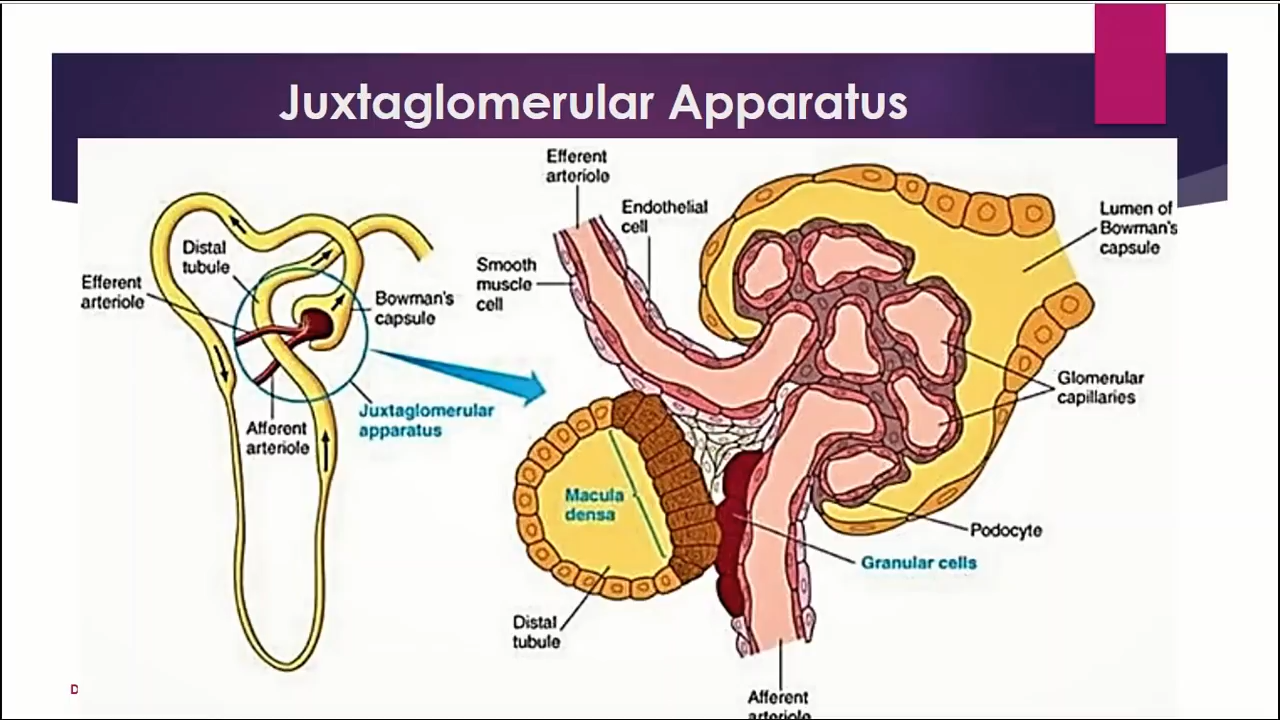 Juxtaglomerular Apparatus
Distal
tubule
Efferent
arteriole
Bowman's
capsule
Afferent
arteriole
Juxtaglomerular
apparatus
Efferent
arteriole
Endothelial
cell
Smooth
muscle
cell
Lumen of
Bowman's
capsule
Glomerular
capillaries
Macula
densa
Podocyte
Granular cells
Distal
tubule
Afferent
arteriole
D